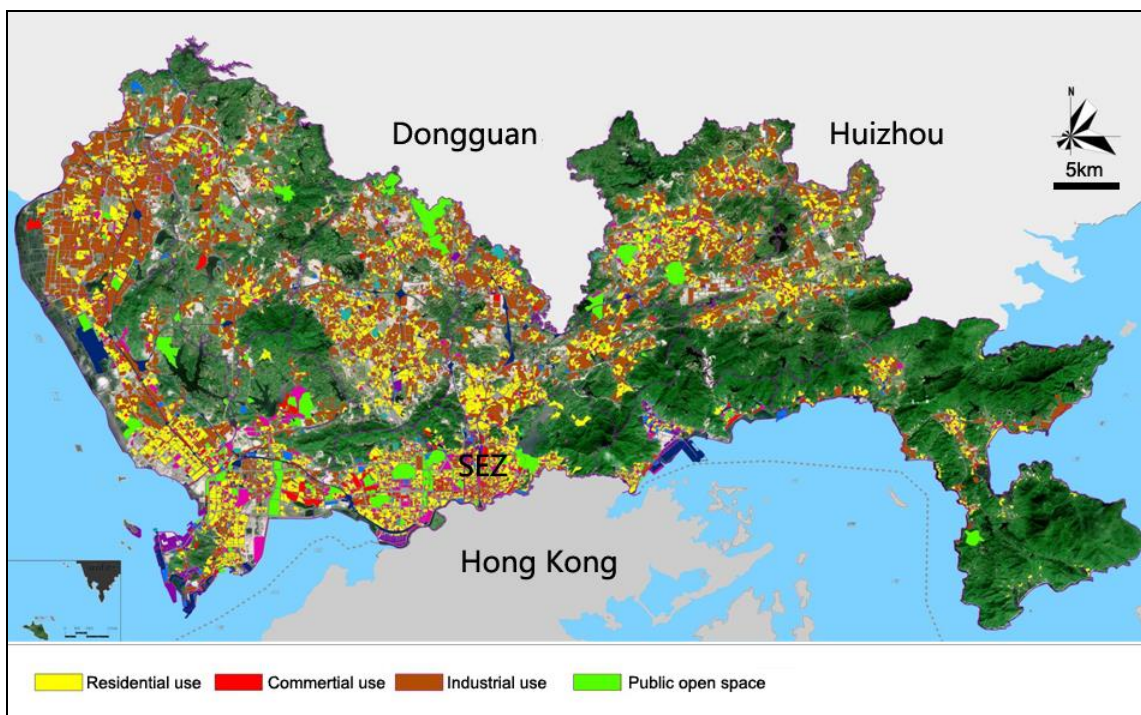 Dongguan
Huizhou
N
5km
SEZ
Hong Kong
Residential use
Commertial use
Industrial use
Public open space